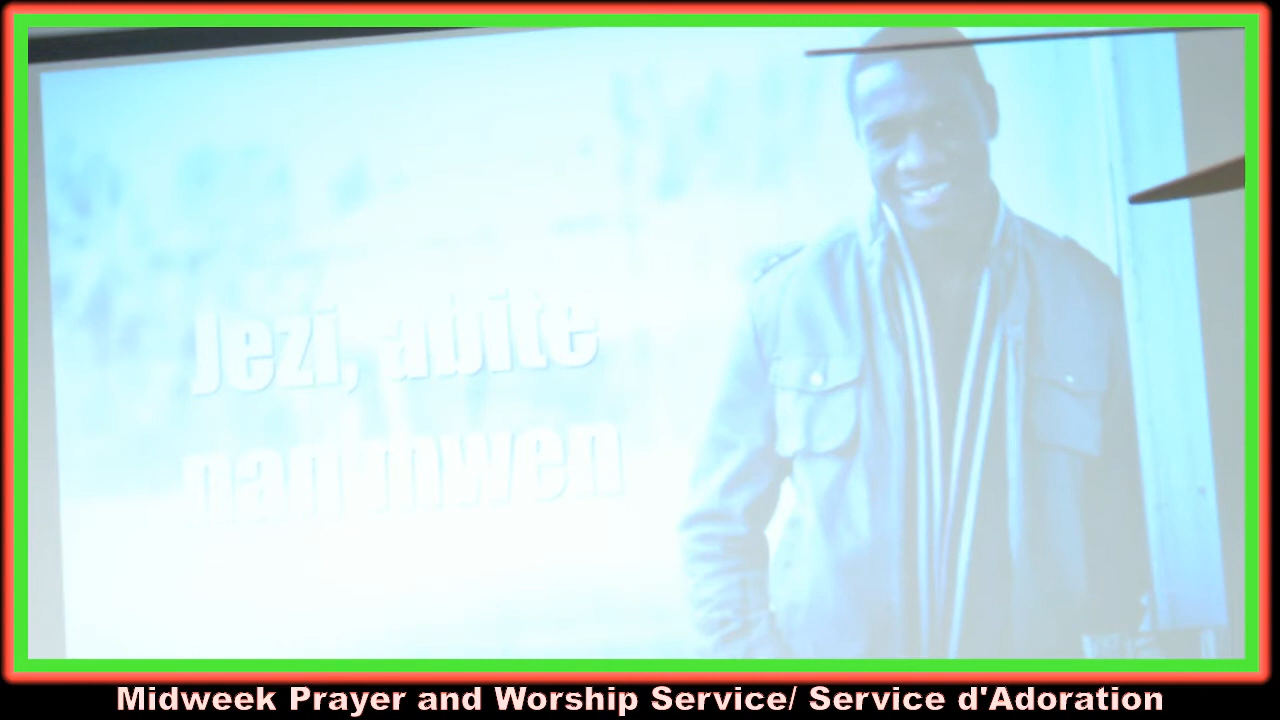 Jezi, abite
nan mwen
Midweek Prayer and Worship Service/ Service d'Adoration